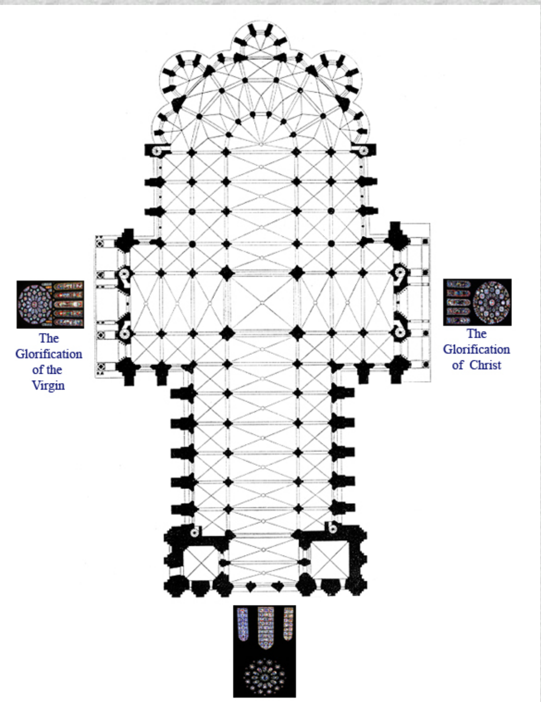 The
Glorification
of the
Virgin
The
Glorification
of Christ